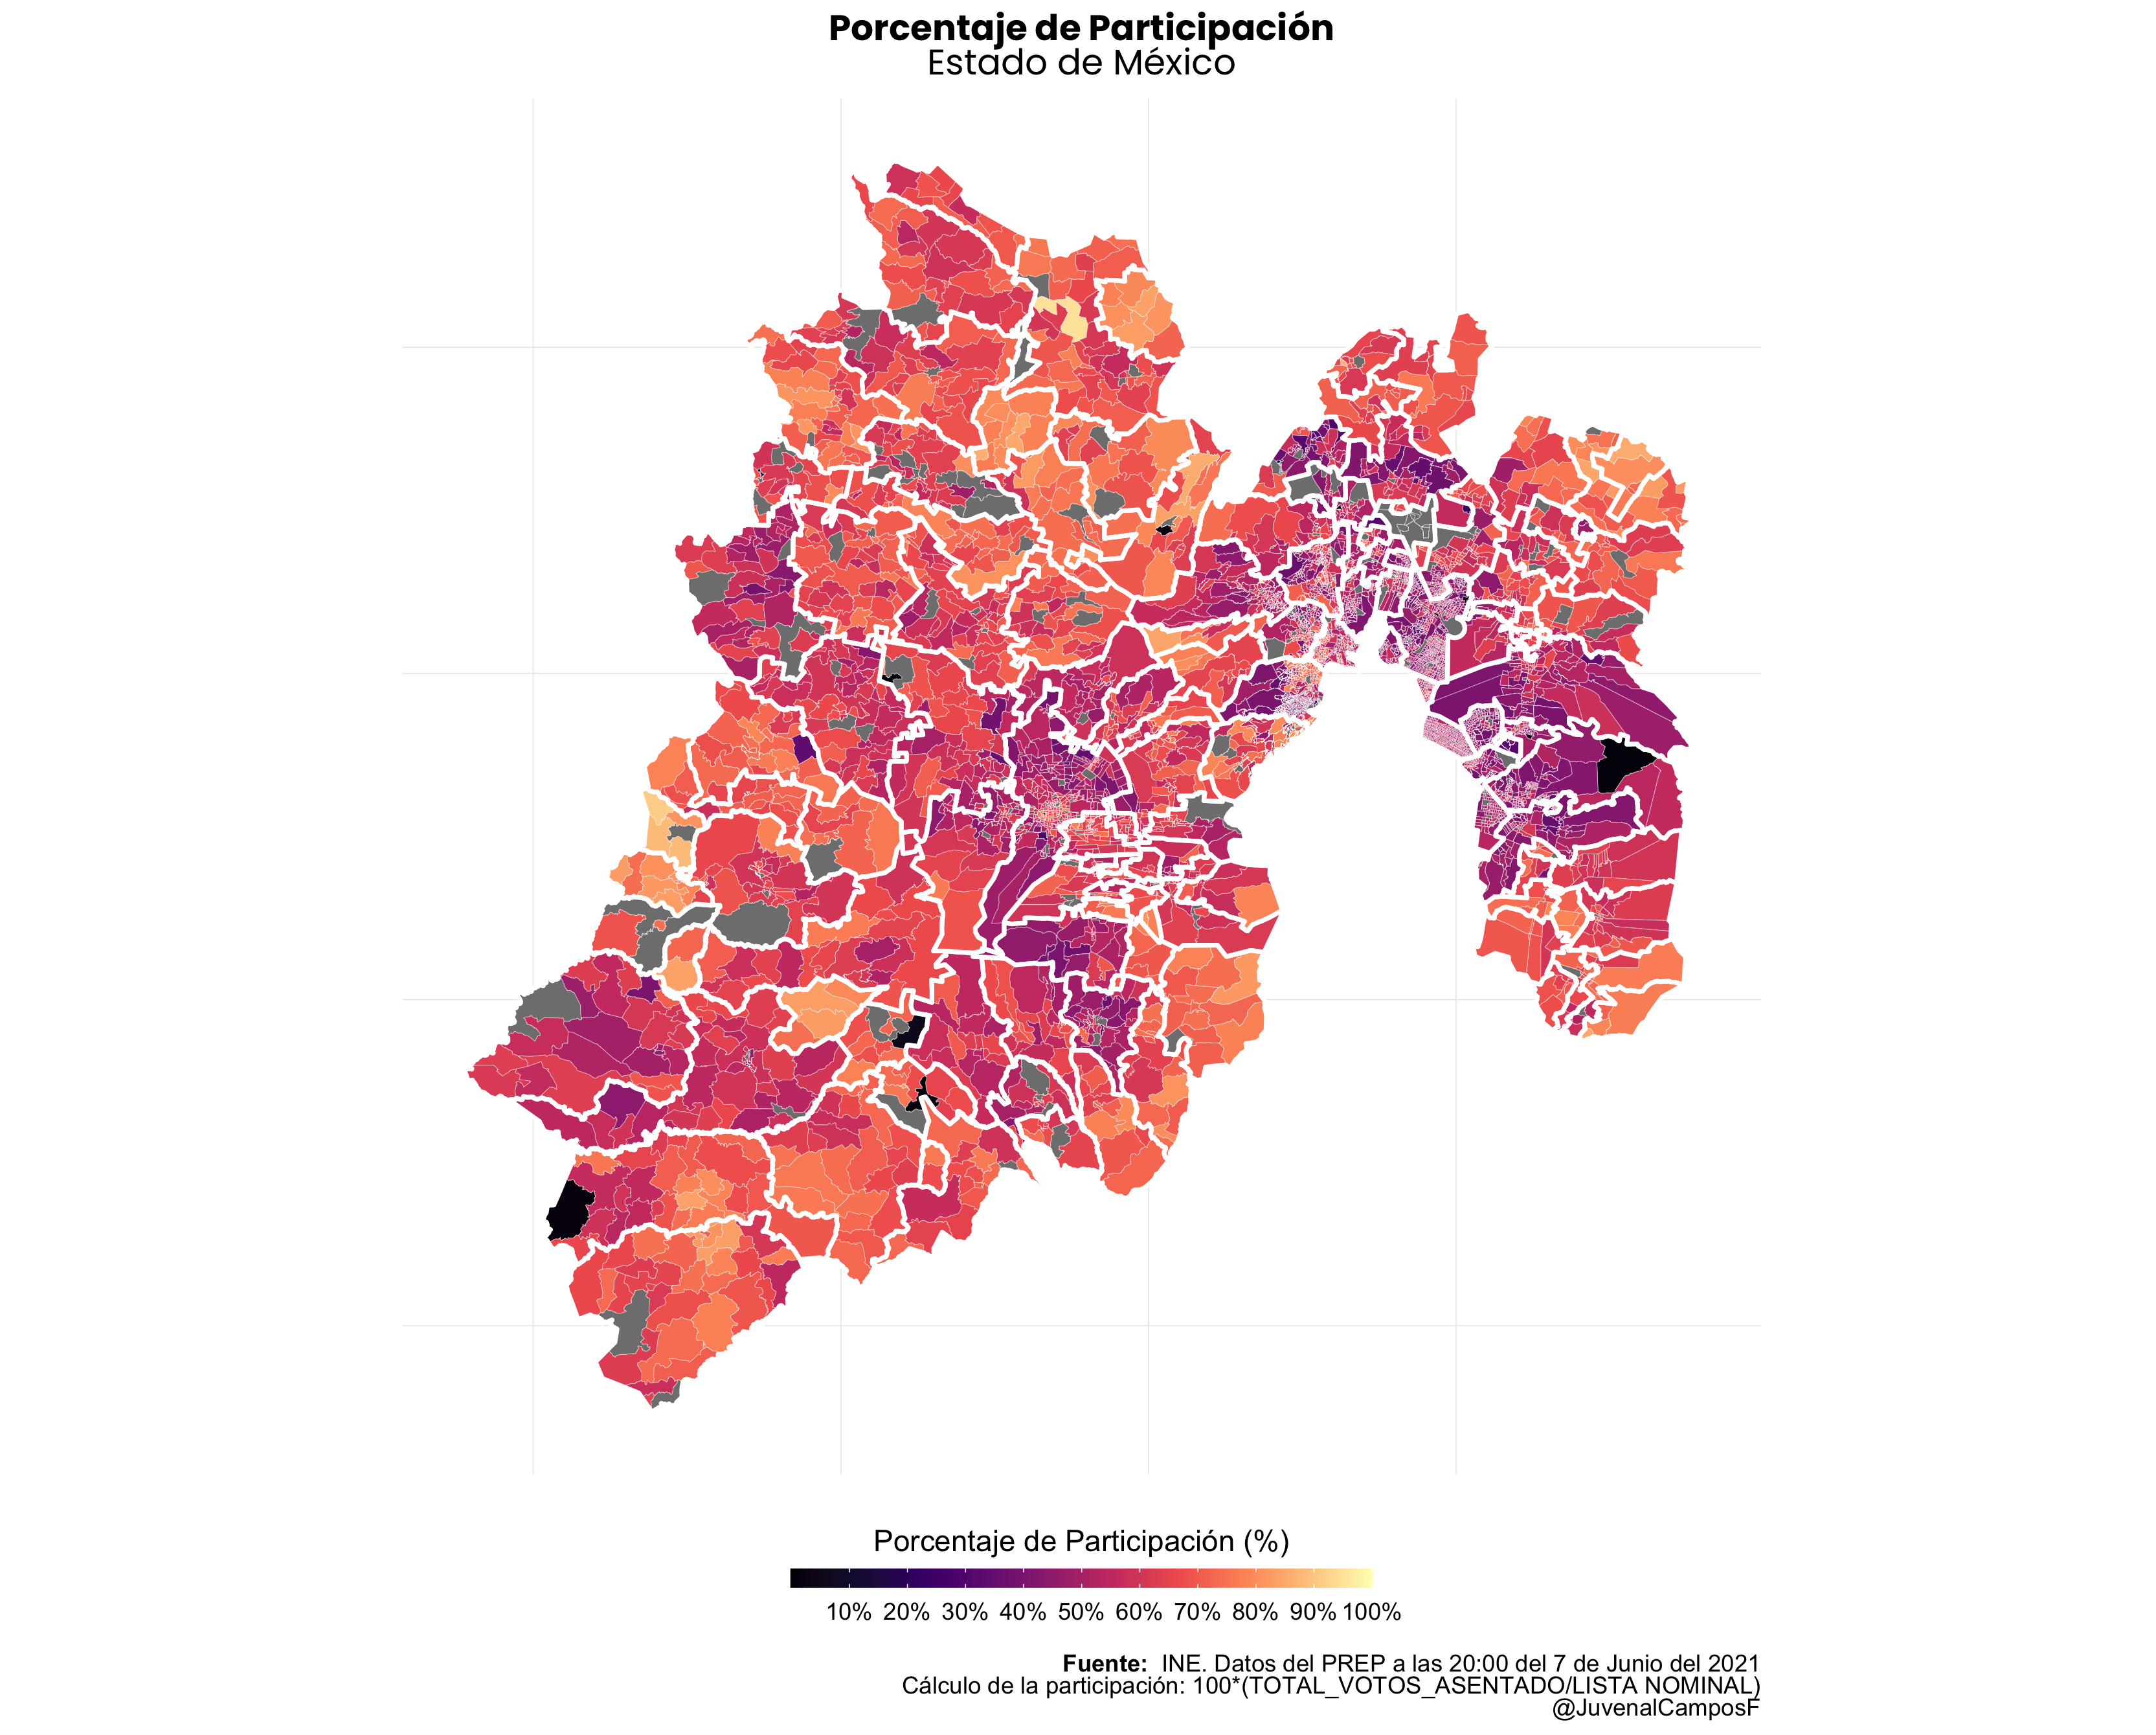 Porcentaje de Participación
Estado de México
Porcentaje de Participación (%)
10% 20% 30% 40% 50% 60% 70% 80% 90% 100%
Fuente: INE. Datos del PREP a las 20:00 del 7 de Junio del 2021
Cálculo de la participación: 100*(TOTAL_VOTOS_ASENTADO/LISTA NOMINAL)
@JuvenalCamposF